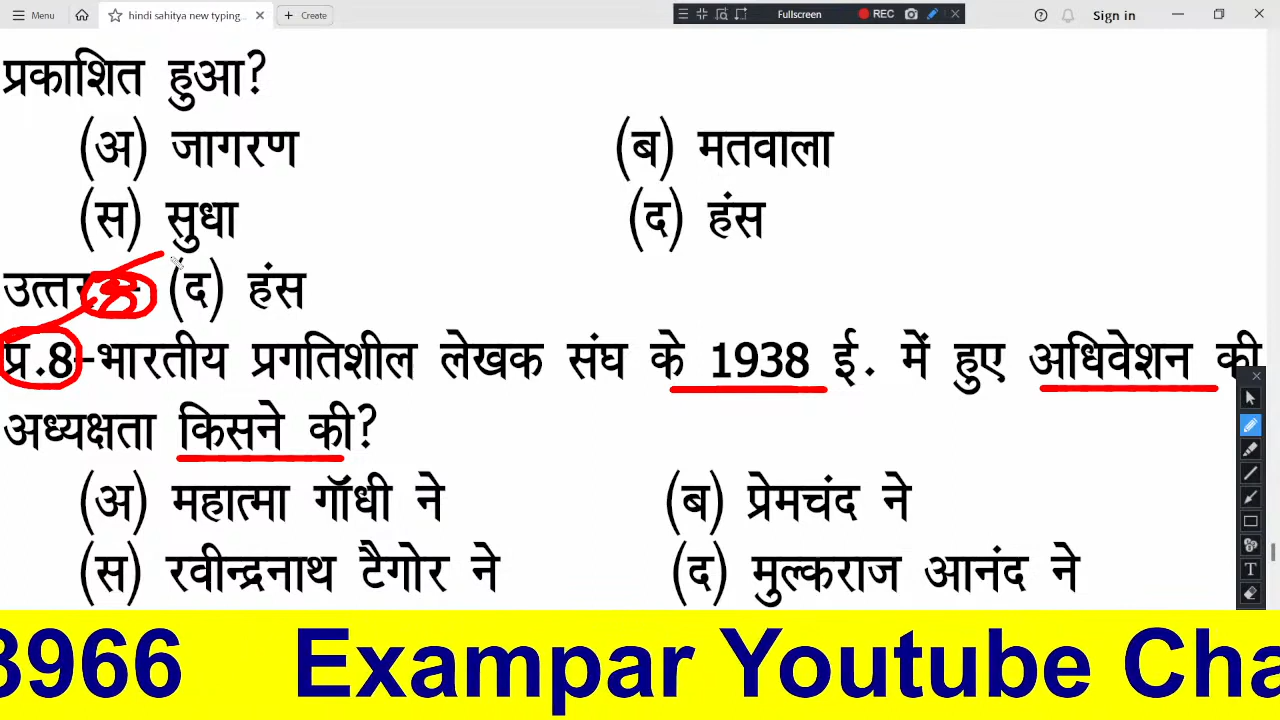 Menu
hindi sahitya new typing...
Create
Fullscreen
REC
Sign in
प्रकाशित हुआ?
(अ) जागरण (ब) मतवाला
(स) सुधा (द) हंस
(द) हंस
प्र.8-भारतीय प्रगतिशील लेखक संघ के 1938 ई. में हुए अधिवेशन की
अध्यक्षता किसने की?
(अ) महात्मा गॉंधी ने (ब) प्रेमचंद ने
(स) रवीन्द्रनाथ टैगोर ने (द) मुल्कराज आनंद ने
3966 Exampar Youtube Cha